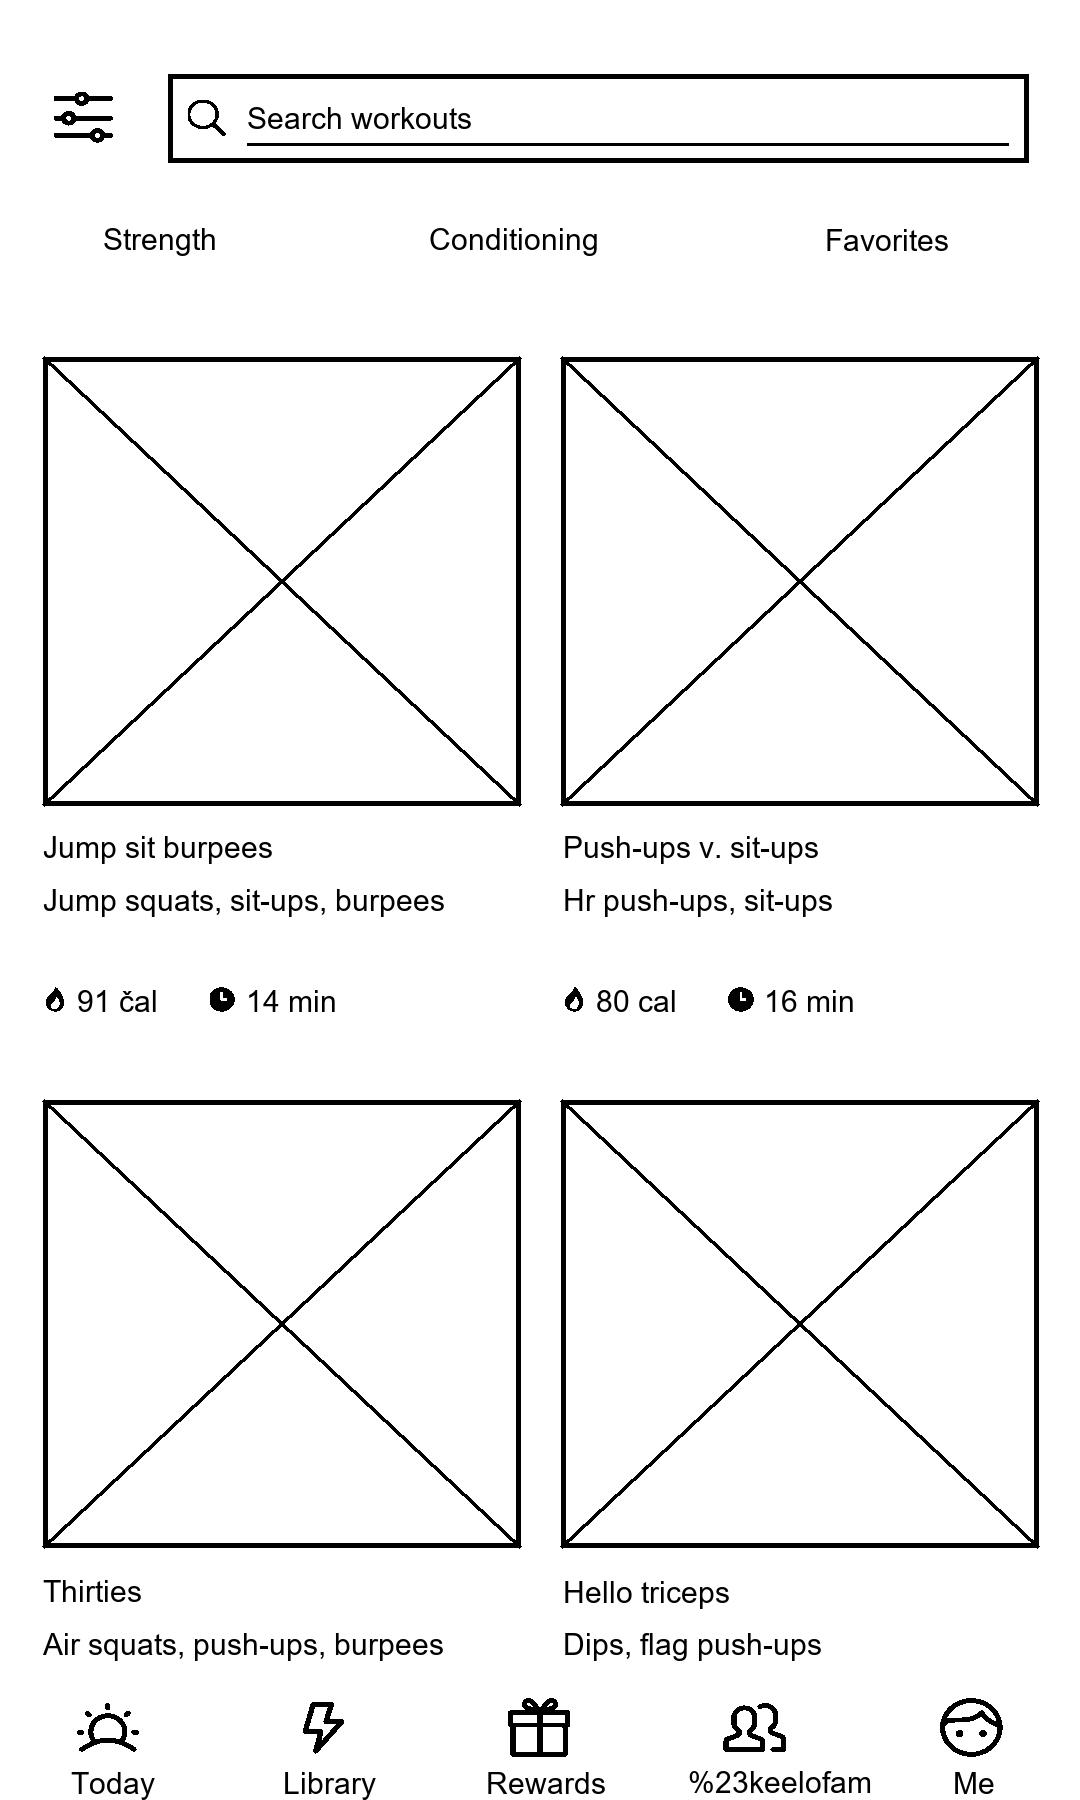 Search workouts
Strength Conditioning Favorites
Jump sit burpees
Jump squats, sit-ups, burpees
91 čal 14 min
Push-ups v. sit-ups
Hr push-ups, sit-ups
80 cal 16 min
Thirties
Air squats, push-ups, burpees
Hello triceps
Dips, flag push-ups
Today Library Rewards %23keelofam Me